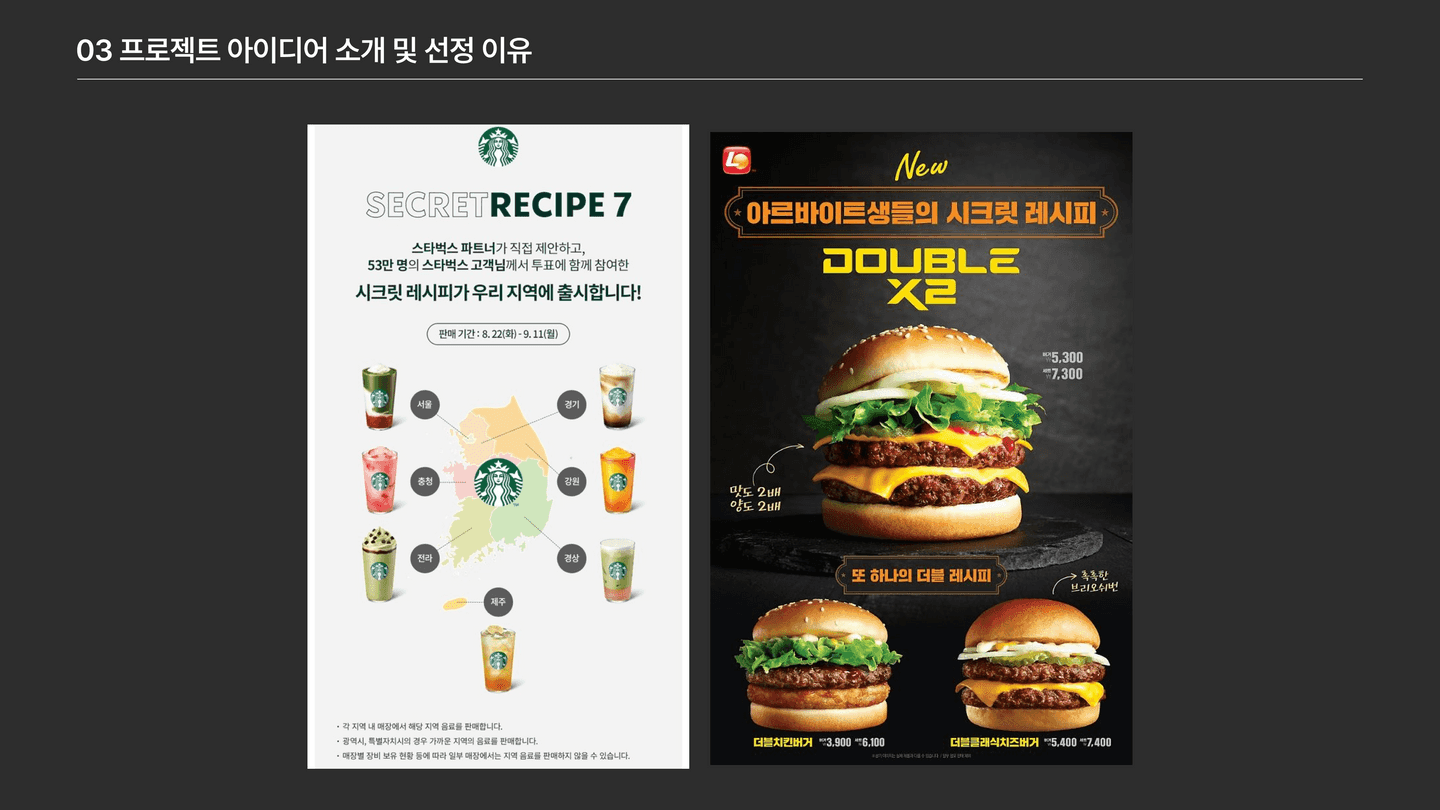 03 프로젝트 아이디어 소개 및 선정 이유
SECRETRECIPE 7
스타벅스 파트너가 직접 제안하고,
53만 명의 스타벅스 고객님께서 투표에 함께 참여한
시크릿 레시피가 우리 지역에 출시합니다!
판매 기간 : 8. 22(화) - 9. 11(월)
서울
경기
충청
강원
전라
경상
제주
· 각 지역 내 매장에서 해당 지역 음료를 판매합니다.
· 광역시, 특별자치시의 경우 가까운 지역의 음료를 판매합니다.
· 매장별 장비 보유 현황 등에 따라 일부 매장에서는 지역 음료를 판매하지 않을 수 있습니다.
New
아르바이트생들의 시크릿 레시피
DOUBLE
X2
버거 ₩5,300
세트 ₩7,300
맛도 2배
양도 2배
또 하나의 더블 레시피
촉촉한
브리오쉬번
더블치킨버거 버거 ₩3,900 세트 ₩6,100
더블클래식치즈버거 버거 ₩5,400 세트 ₩7,400